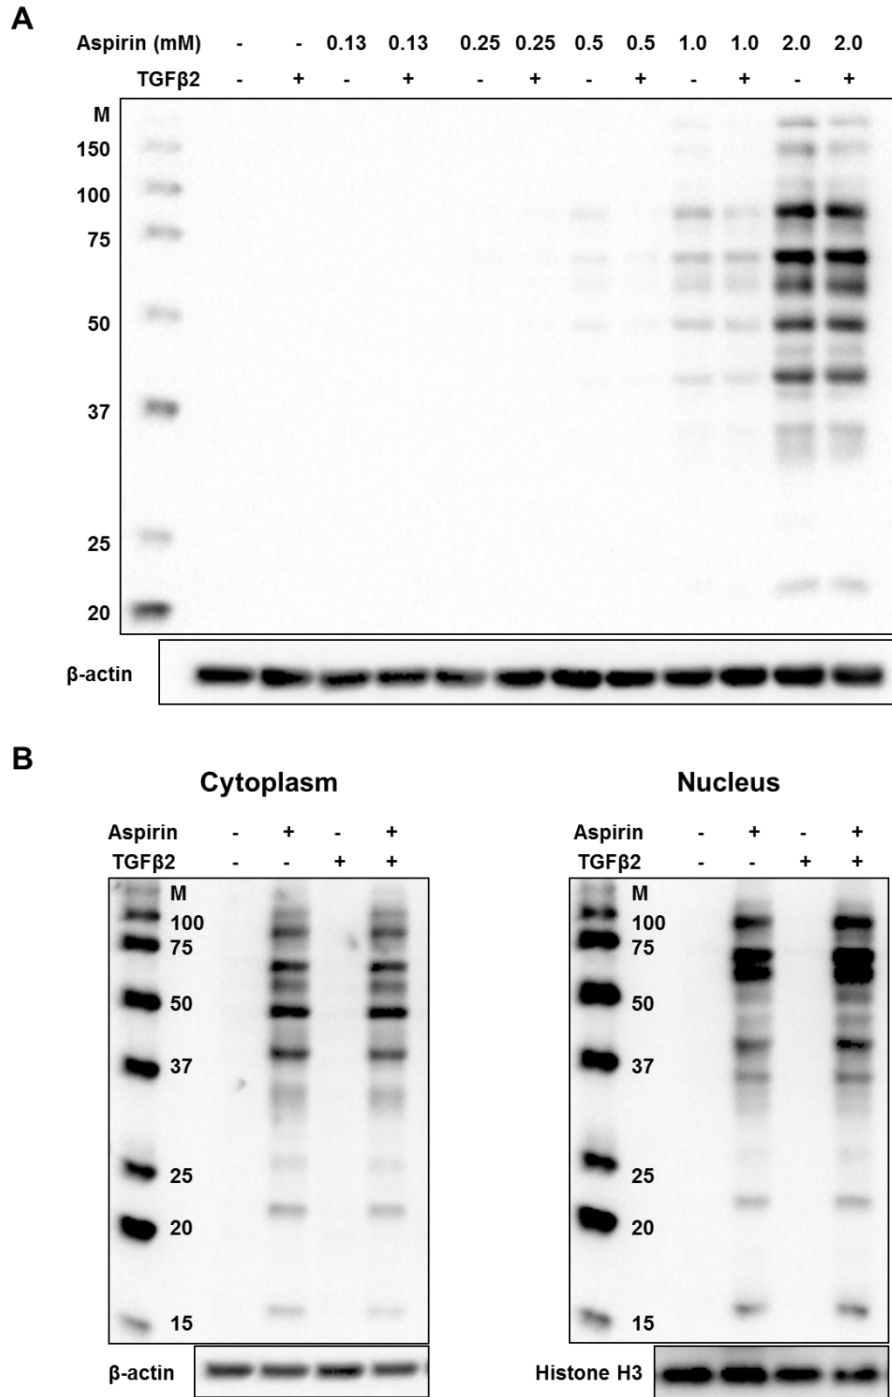 A
Aspirin (mM) - - 0.13 0.13 0.25 0.25 0.5 0.5 1.0 1.0 2.0 2.0
TGFβ2 - + - + - + - + - + - +
M
150
100
75
50
37
25
20
β-actin
B
Cytoplasm Nucleus
Aspirin - + - + Aspirin - + - +
TGFβ2 - - + + TGFβ2 - - + +
M M
100 100
75 75
50 50
37 37
25 25
20 20
15 15
β-actin Histone H3